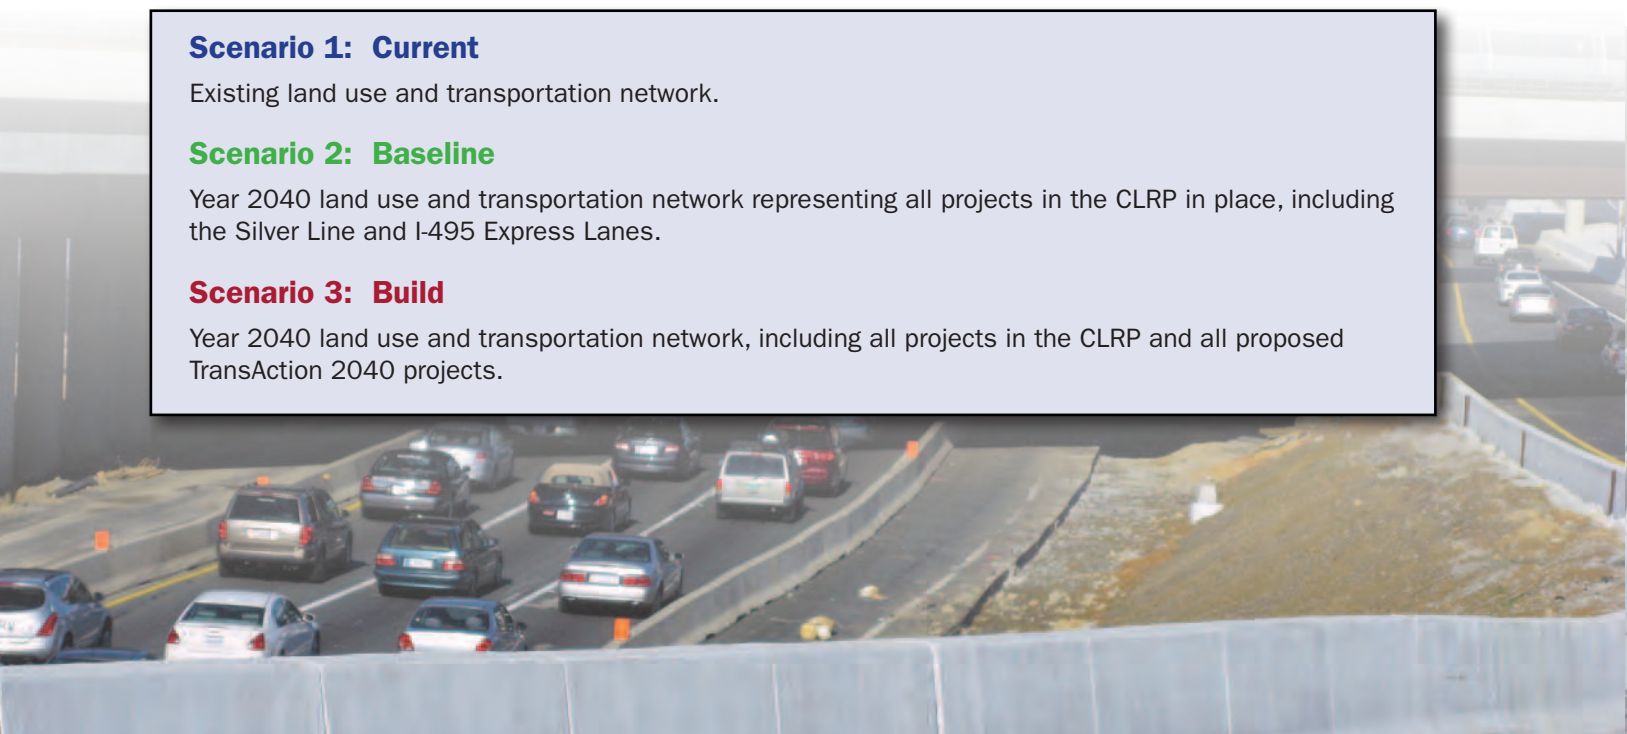 Scenario 1: Current
Existing land use and transportation network.
Scenario 2: Baseline
Year 2040 land use and transportation network representing all projects in the CLRP in place, including
the Silver Line and I-495 Express Lanes.
Scenario 3: Build
Year 2040 land use and transportation network, including all projects in the CLRP and all proposed
TransAction 2040 projects.